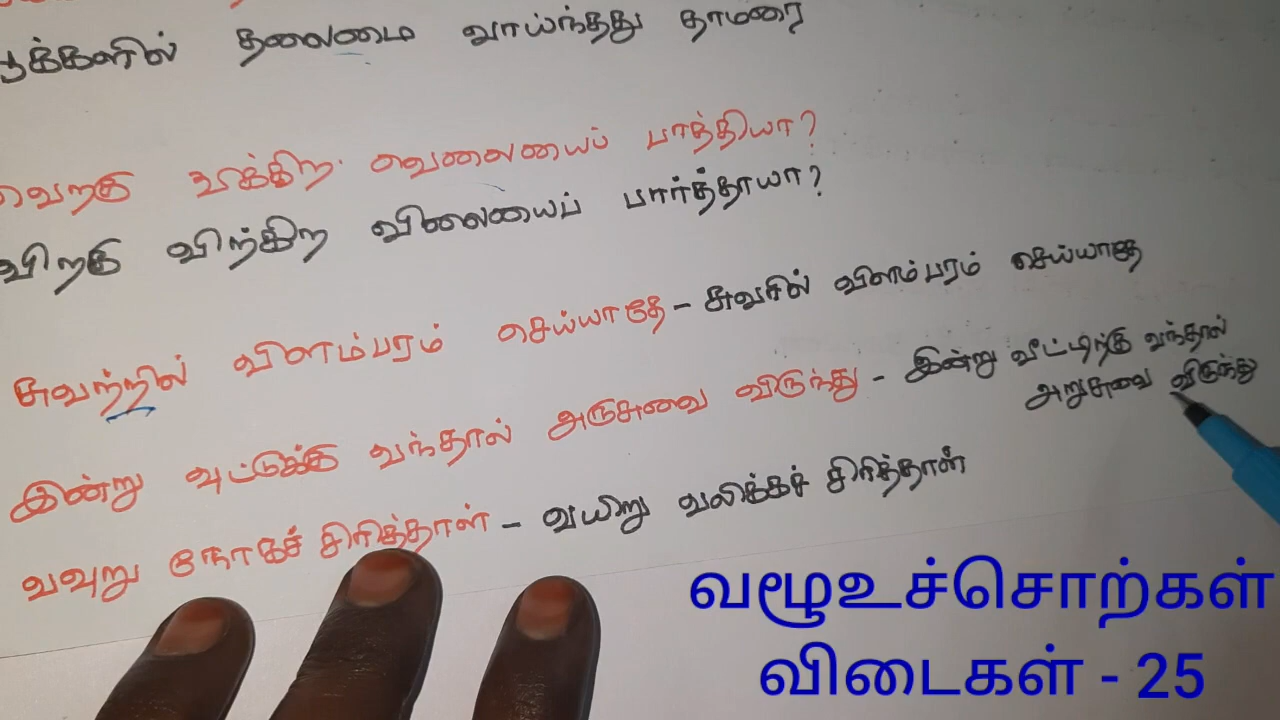 பூக்களில் தலைமை வாய்ந்தது தாமரை
வெறகு விக்கிற வெலையைப் பாத்தியா?
விறகு விற்கிற விலையைப் பார்த்தாயா?
சுவற்றில் விளம்பரம் செய்யாதே - சுவரில் விளம்பரம் செய்யாதே
இன்று வுட்டுக்கு வந்தால் அருசுவை விருந்து - இன்று வீட்டிற்கு வந்தால்
அறுசுவை விருந்து
வவுறு நோகச் சிரித்தாள் - வயிறு வலிக்கச் சிரித்தாள்
வழூஉச்சொற்கள்
விடைகள் - 25